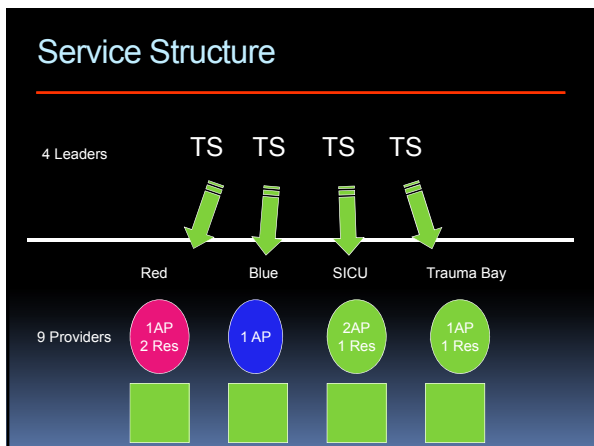 Service Structure
4 Leaders
TS TS TS TS
Red Blue SICU Trauma Bay
9 Providers
1AP
2 Res
1 AP
2AP
1 Res
1AP
1 Res